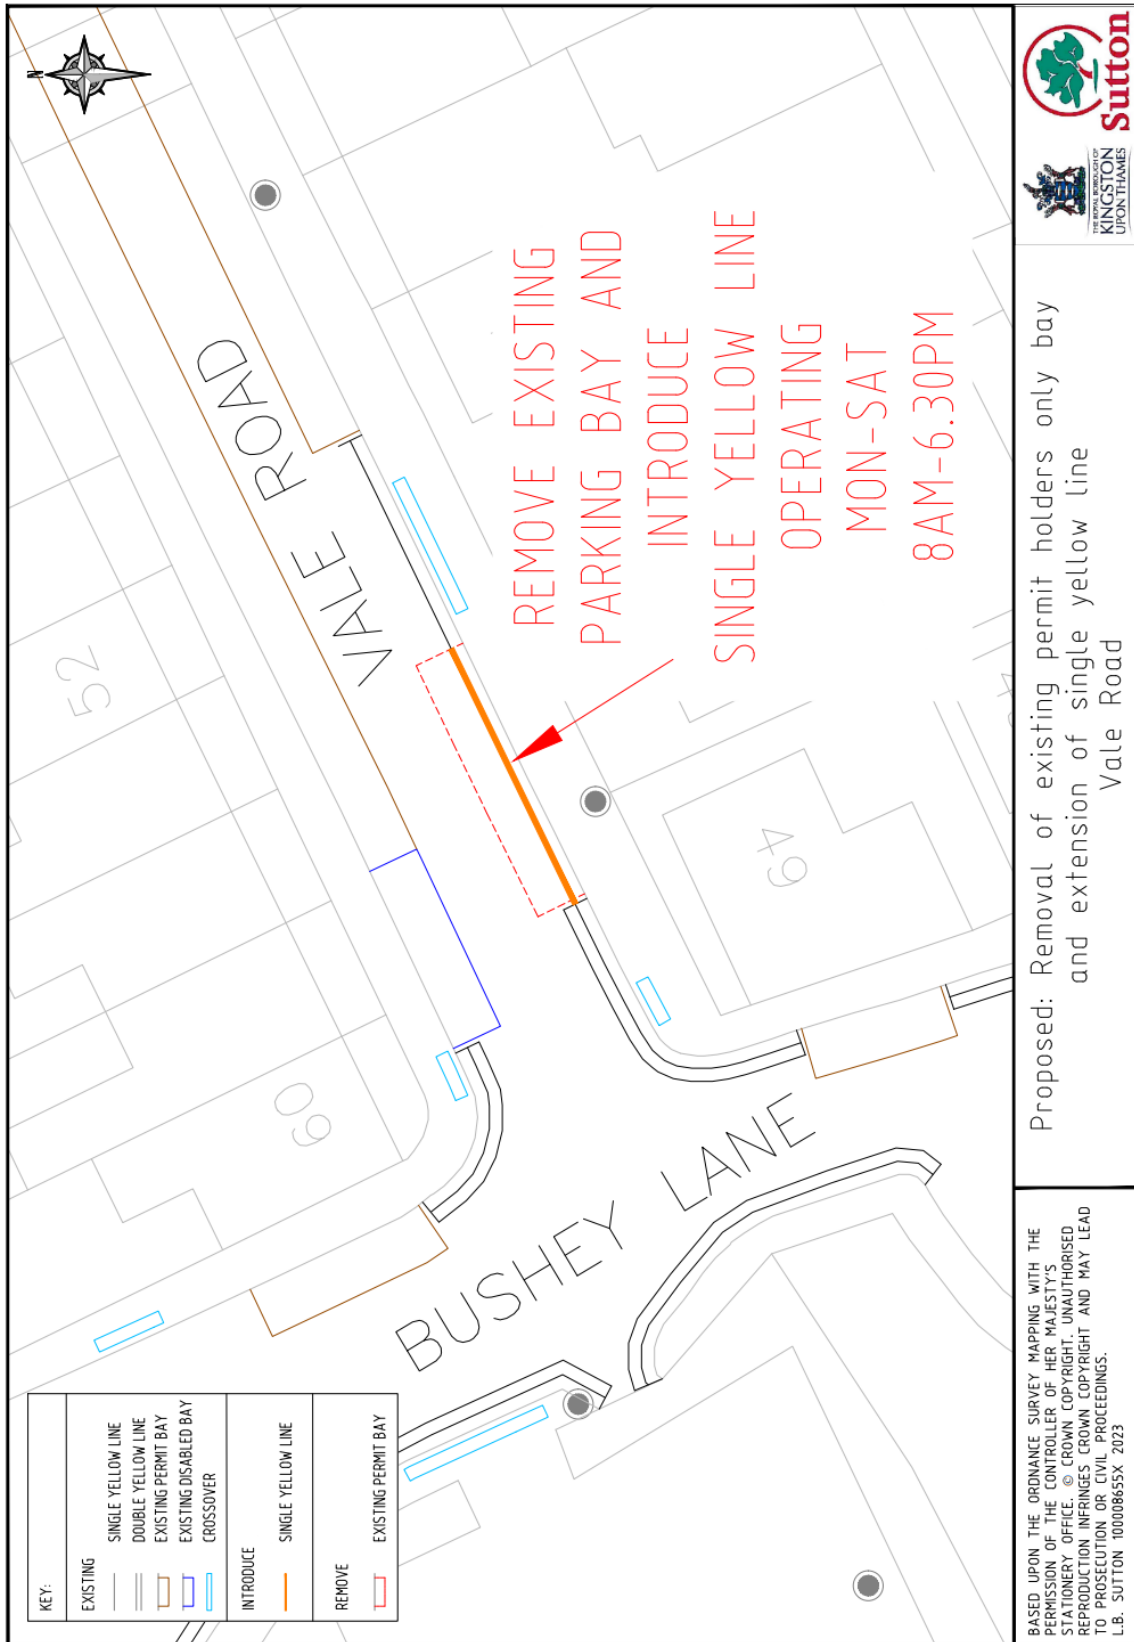 N
52
VALE ROAD
REMOVE EXISTING
PARKING BAY AND
INTRODUCE
SINGLE YELLOW LINE
OPERATING
MON-SAT
8AM-6.30PM
60
49
BUSHEY LANE
KEY:
EXISTING
SINGLE YELLOW LINE
DOUBLE YELLOW LINE
EXISTING PERMIT BAY
EXISTING DISABLED BAY
CROSSOVER
INTRODUCE
SINGLE YELLOW LINE
REMOVE
EXISTING PERMIT BAY
BASED UPON THE ORDNANCE SURVEY MAPPING WITH THE
PERMISSION OF THE CONTROLLER OF HER MAJESTY'S
STATIONERY OFFICE. © CROWN COPYRIGHT. UNAUTHORISED
REPRODUCTION INFRINGES CROWN COPYRIGHT AND MAY LEAD
TO PROSECUTION OR CIVIL PROCEEDINGS.
L.B. SUTTON 100008655X 2023
Proposed: Removal of existing permit holders only bay
and extension of single yellow line
Vale Road
THE ROYAL BOROUGH OF
KINGSTON
UPON THAMES
Sutton